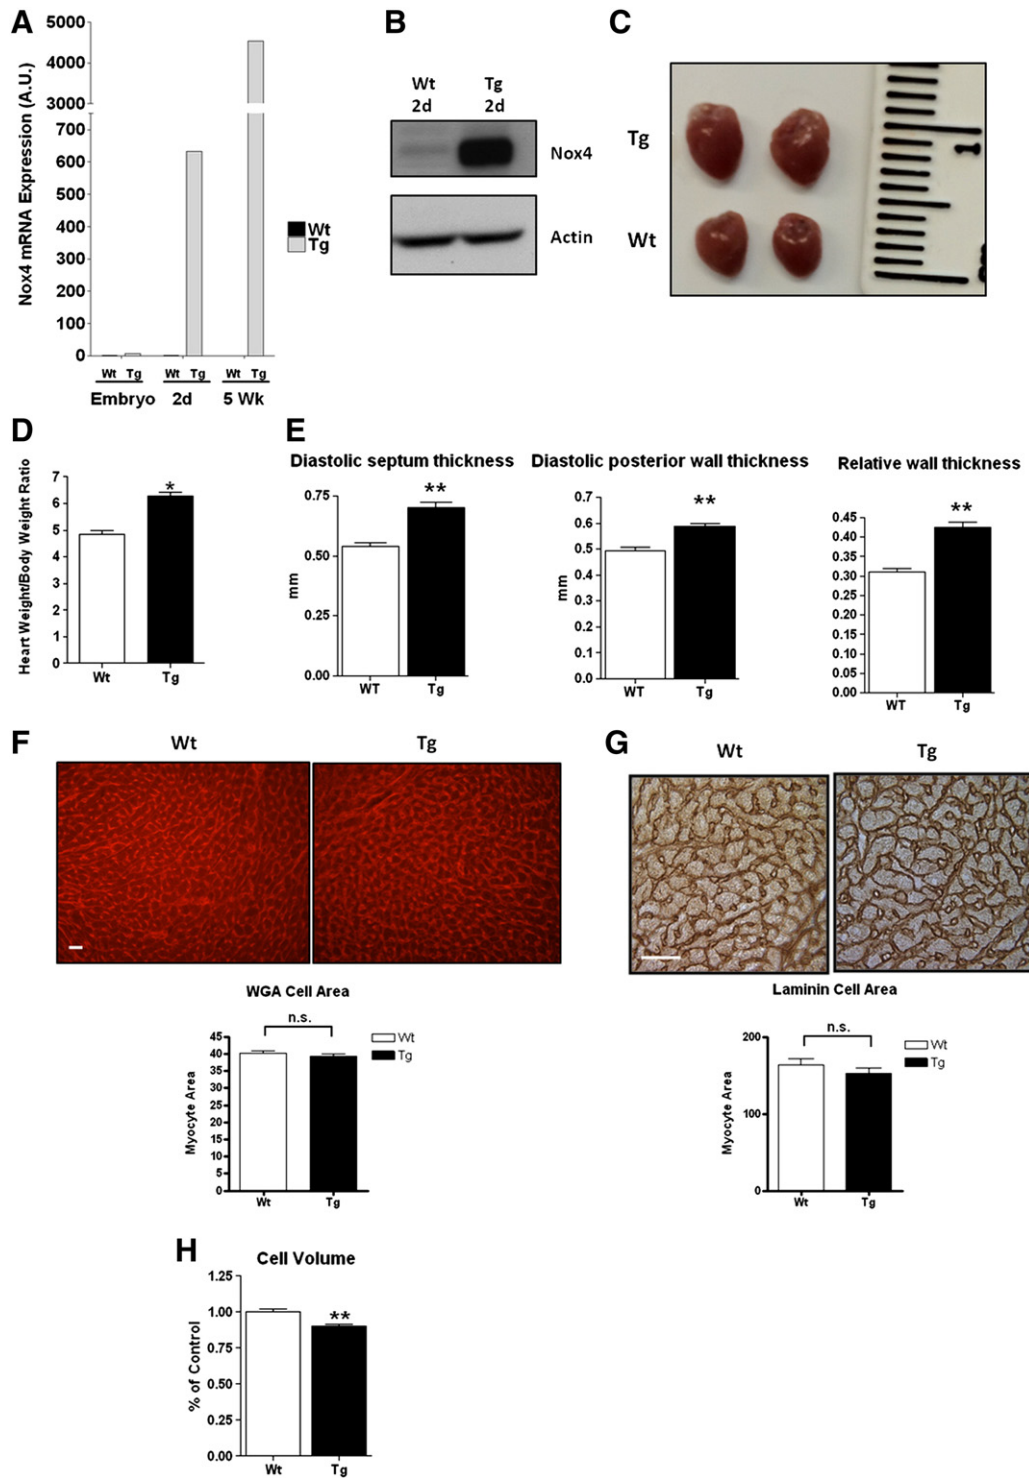 A
Nox4 mRNA Expression (A.U.)
5000
4000
3000
700
600
500
400
300
200
100
0
Wt Tg Wt Tg Wt Tg
Embryo 2d 5 Wk
Wt
Tg
B
Wt Tg
2d 2d
Nox4
Actin
C
Tg
Wt
1
D
Heart Weight/Body Weight Ratio
7
6
5
4
3
2
1
0
*
Wt Tg
E
Diastolic septum thickness
mm
0.75
0.50
0.25
0.00
**
WT Tg
Diastolic posterior wall thickness
mm
0.7
0.6
0.5
0.4
0.3
0.2
0.1
0.0
**
WT Tg
Relative wall thickness
0.45
0.40
0.35
0.30
0.25
0.20
0.15
0.10
0.05
0.00
**
WT Tg
F
Wt Tg
WGA Cell Area
n.s.
Myocyte Area
45
40
35
30
25
20
15
10
5
0
Wt Tg
Wt
Tg
G
Wt Tg
Laminin Cell Area
n.s.
Myocyte Area
200
100
0
Wt Tg
Wt
Tg
H
Cell Volume
% of Control
1.25
1.00
0.75
0.50
0.25
0.00
**
Wt Tg